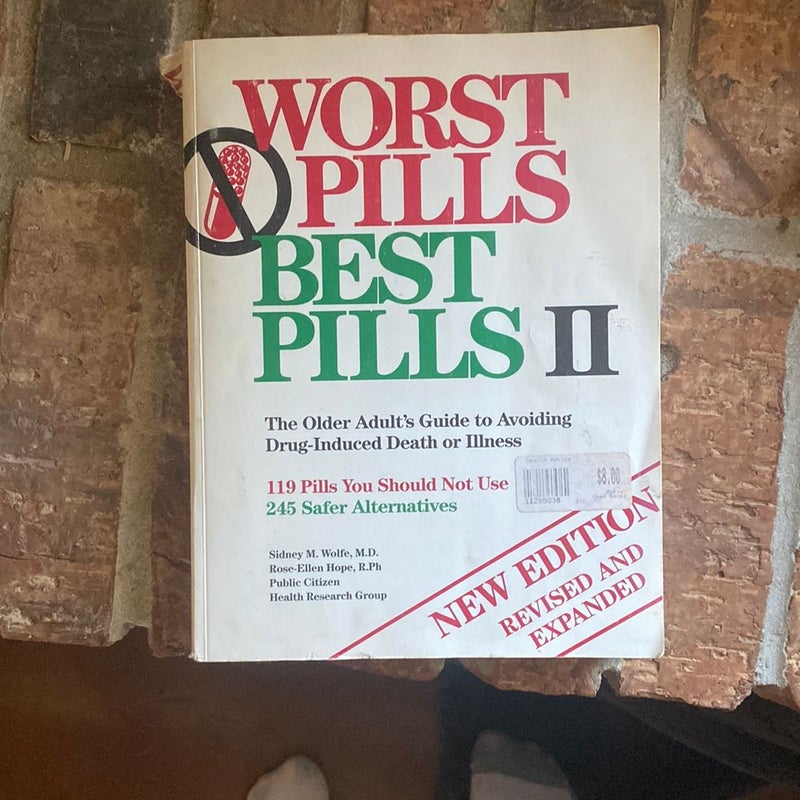 WORST
PILLS
BEST
PILLS II
The Older Adult's Guide to Avoiding
Drug-Induced Death or Illness
119 Pills You Should Not Use
245 Safer Alternatives
$8.00
Sidney M. Wolfe, M.D.
Rose-Ellen Hope, R.Ph
Public Citizen
Health Research Group
NEW EDITION
REVISED AND
EXPANDED